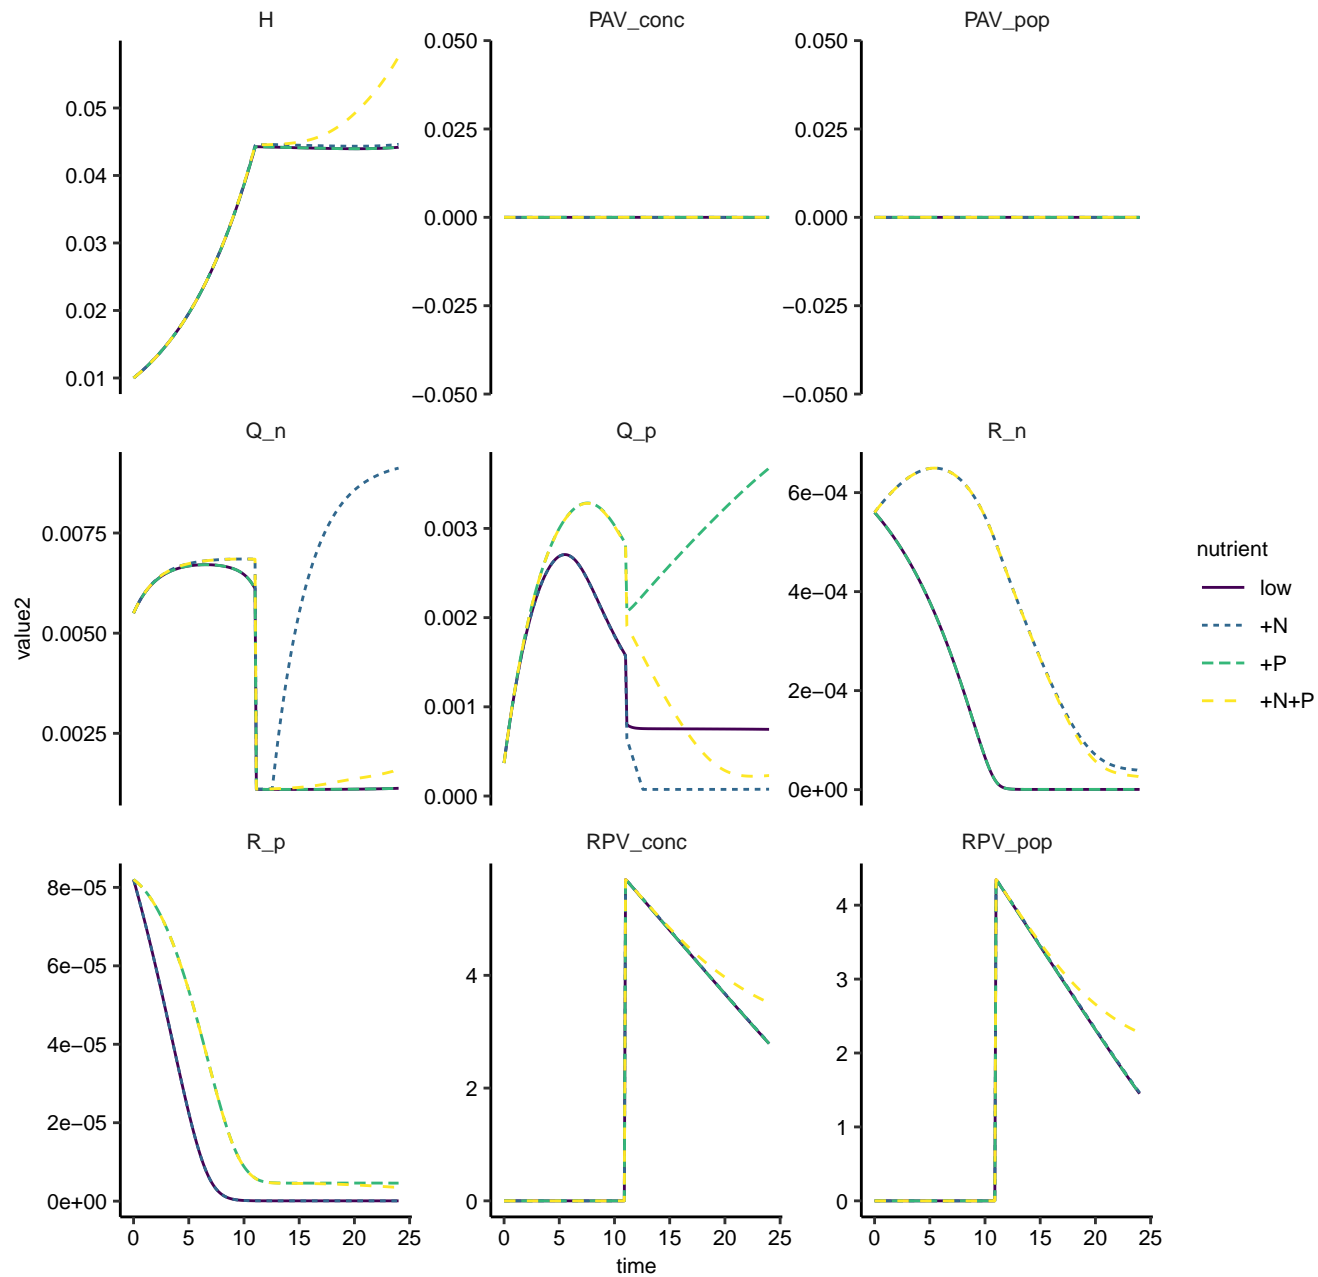 H
PAV_conc
PAV_pop
0.05
0.04
0.03
0.02
0.01
0.050
0.025
0.000
−0.025
−0.050
0.050
0.025
0.000
−0.025
−0.050
Q_n
Q_p
R_n
0.0075
0.0050
0.0025
0.003
0.002
0.001
0.000
6e−04
4e−04
2e−04
0e+00
R_p
RPV_conc
RPV_pop
8e−05
6e−05
4e−05
2e−05
0e+00
4
2
0
4
3
2
1
0
0 5 10 15 20 25
0 5 10 15 20 25
0 5 10 15 20 25
time
value2
nutrient
low
+N
+P
+N+P